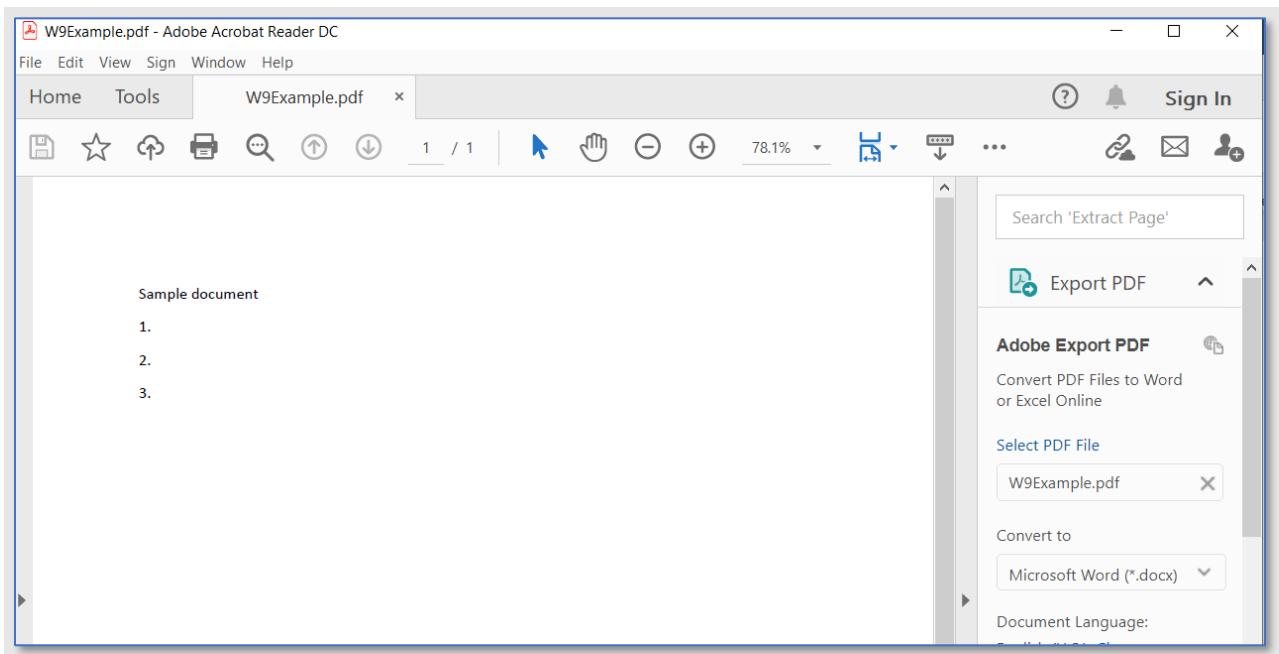 W9Example.pdf - Adobe Acrobat Reader DC
File Edit View Sign Window Help
Home Tools W9Example.pdf × Sign In
1 / 1 78.1%
Sample document
1.
2.
3.
Search 'Extract Page'
Export PDF
Adobe Export PDF
Convert PDF Files to Word
or Excel Online
Select PDF File
W9Example.pdf
Convert to
Microsoft Word (*.docx)
Document Language: